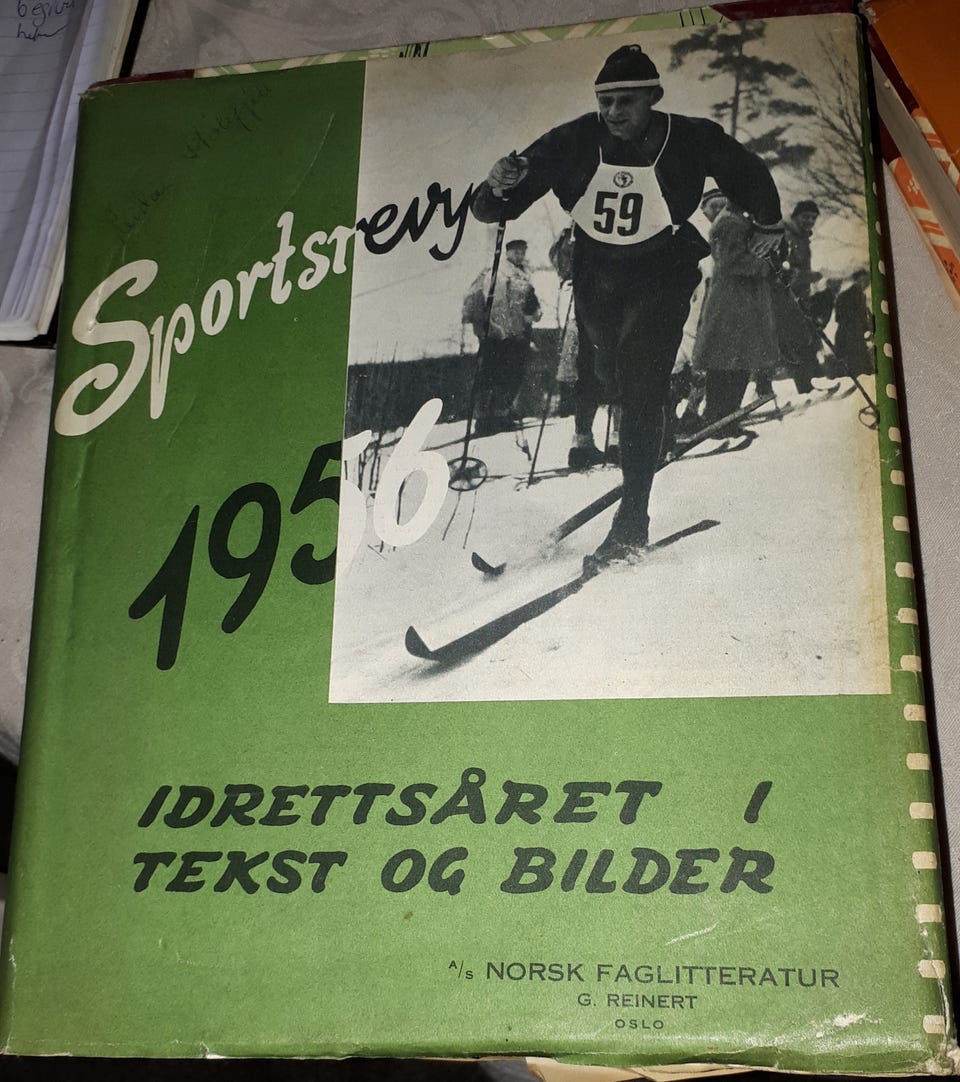 Sportsrevy
59
1956
IDRETTSÅRET I
TEKST OG BILDER
A/s NORSK FAGLITTERATUR
G. REINERT
OSLO